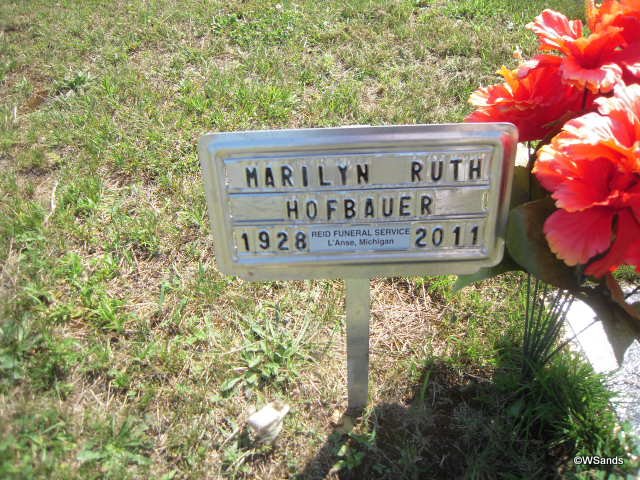 MARILYN RUTH
HOFBAUER
1928 REID FUNERAL SERVICE 2011
L'Anse, Michigan
©WSands